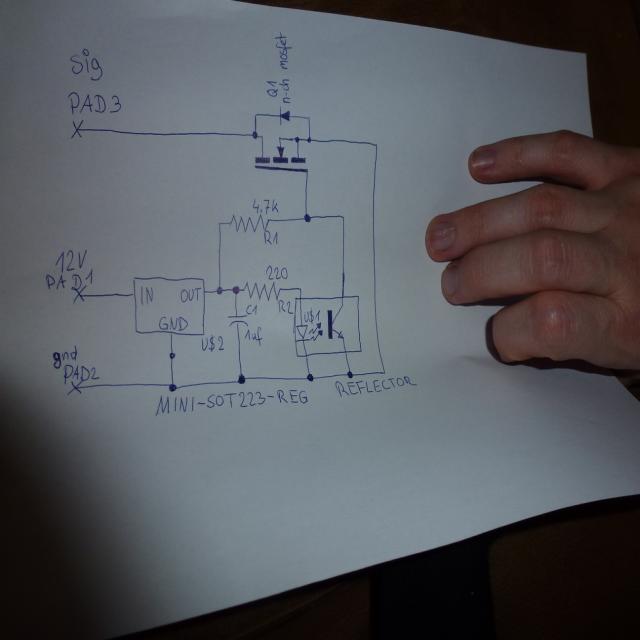 Sig
PAD3
Q1
n-ch mosfet
4,7k
R1
12V
PAD1
IN OUT
GND
220
R2
C1
1uf
U$1
U$2
gnd
PAD2
MINI-SOT223-REG
REFLECTOR